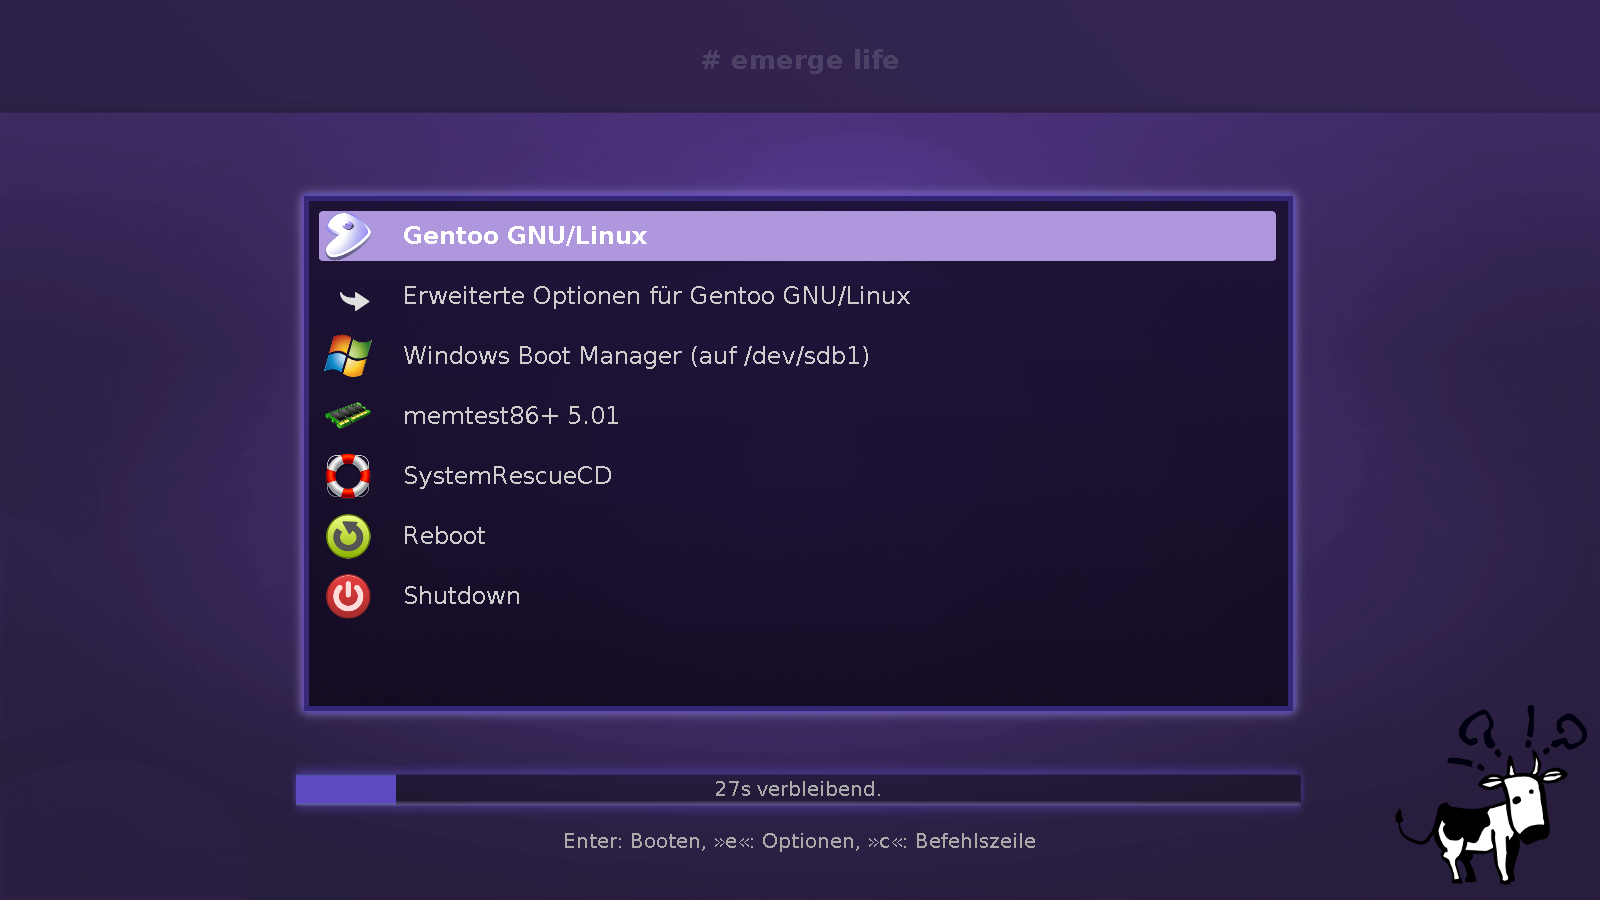 # emerge life
Gentoo GNU/Linux
Erweiterte Optionen für Gentoo GNU/Linux
Windows Boot Manager (auf /dev/sdb1)
memtest86+ 5.01
SystemRescueCD
Reboot
Shutdown
27s verbleibend.
Enter: Booten, »e«: Optionen, »c«: Befehlszeile